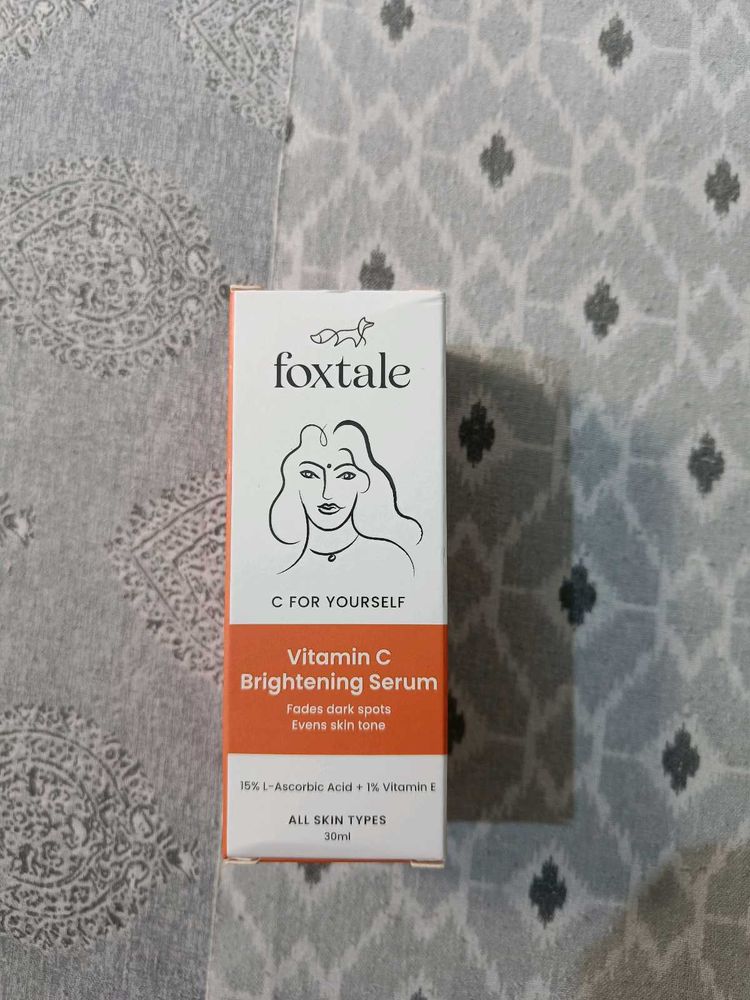 foxtale
C FOR YOURSELF
Vitamin C
Brightening Serum
Fades dark spots
Evens skin tone
15% L-Ascorbic Acid + 1% Vitamin E
ALL SKIN TYPES
30ml